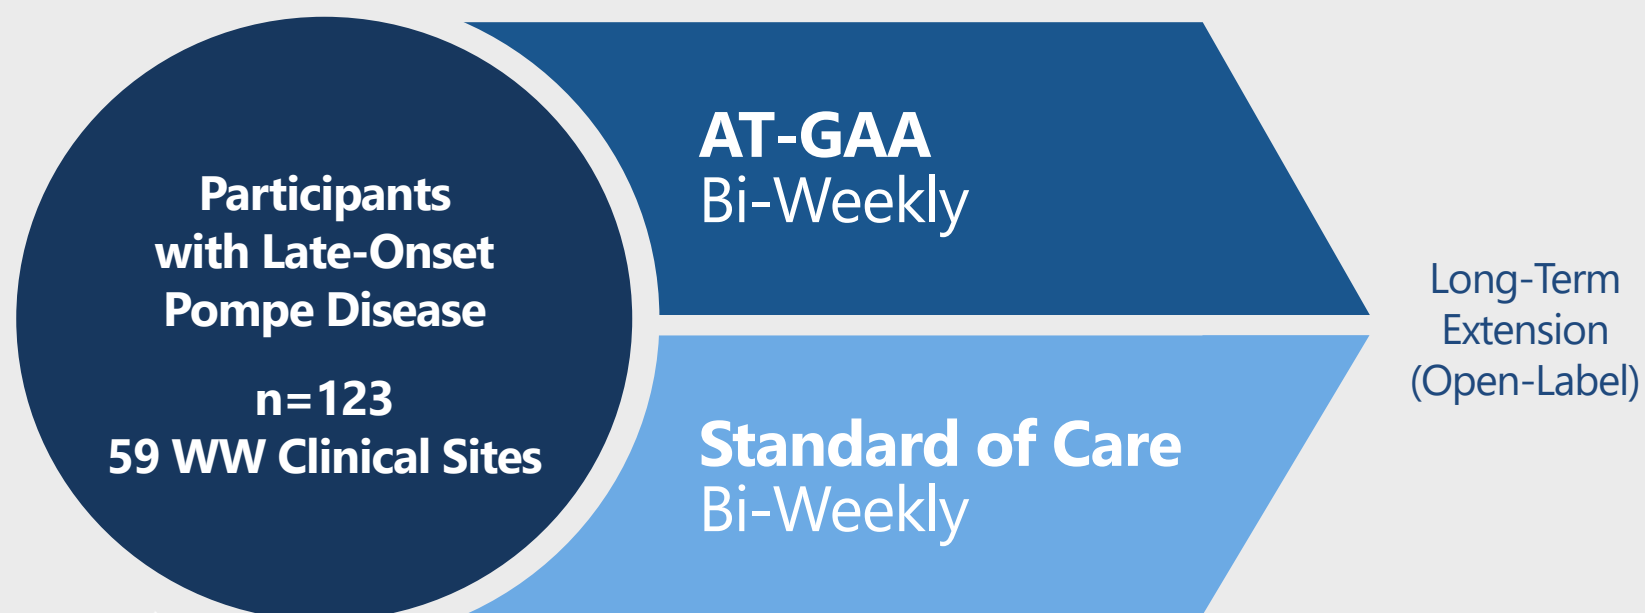 Participants
with Late-Onset
Pompe Disease
n=123
59 WW Clinical Sites
AT-GAA
Bi-Weekly
Standard of Care
Bi-Weekly
Long-Term
Extension
(Open-Label)